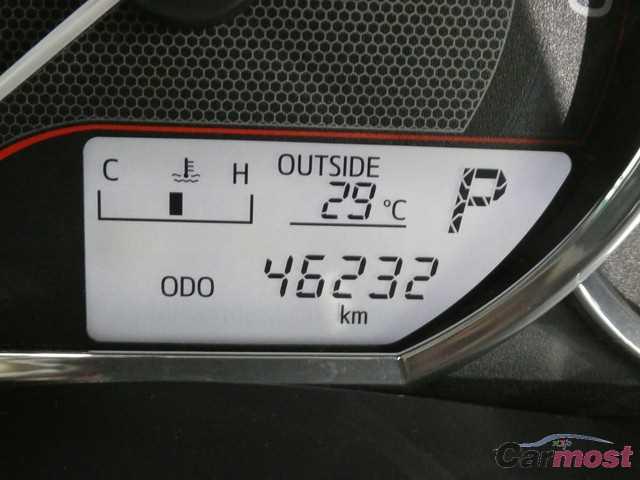 C H
OUTSIDE
29 °C
P
ODO 46232
km
Carmost